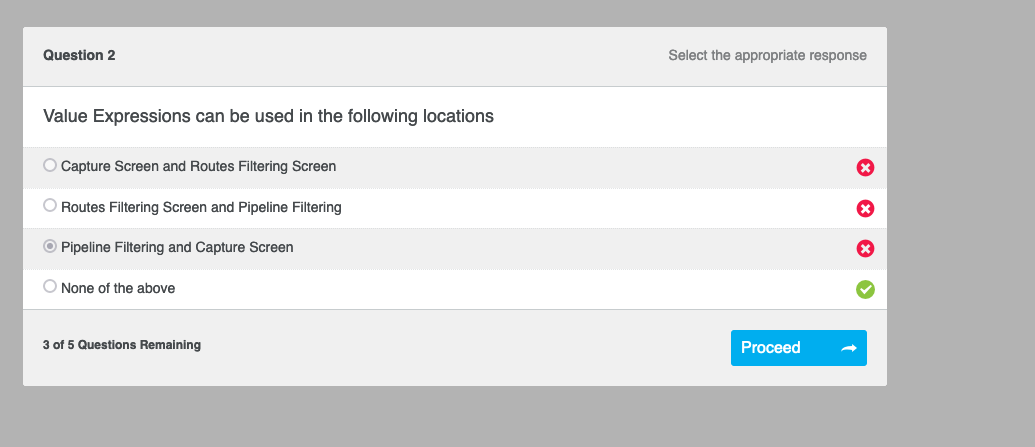 Question 2
Select the appropriate response
Value Expressions can be used in the following locations
Capture Screen and Routes Filtering Screen
Routes Filtering Screen and Pipeline Filtering
Pipeline Filtering and Capture Screen
None of the above
3 of 5 Questions Remaining
Proceed